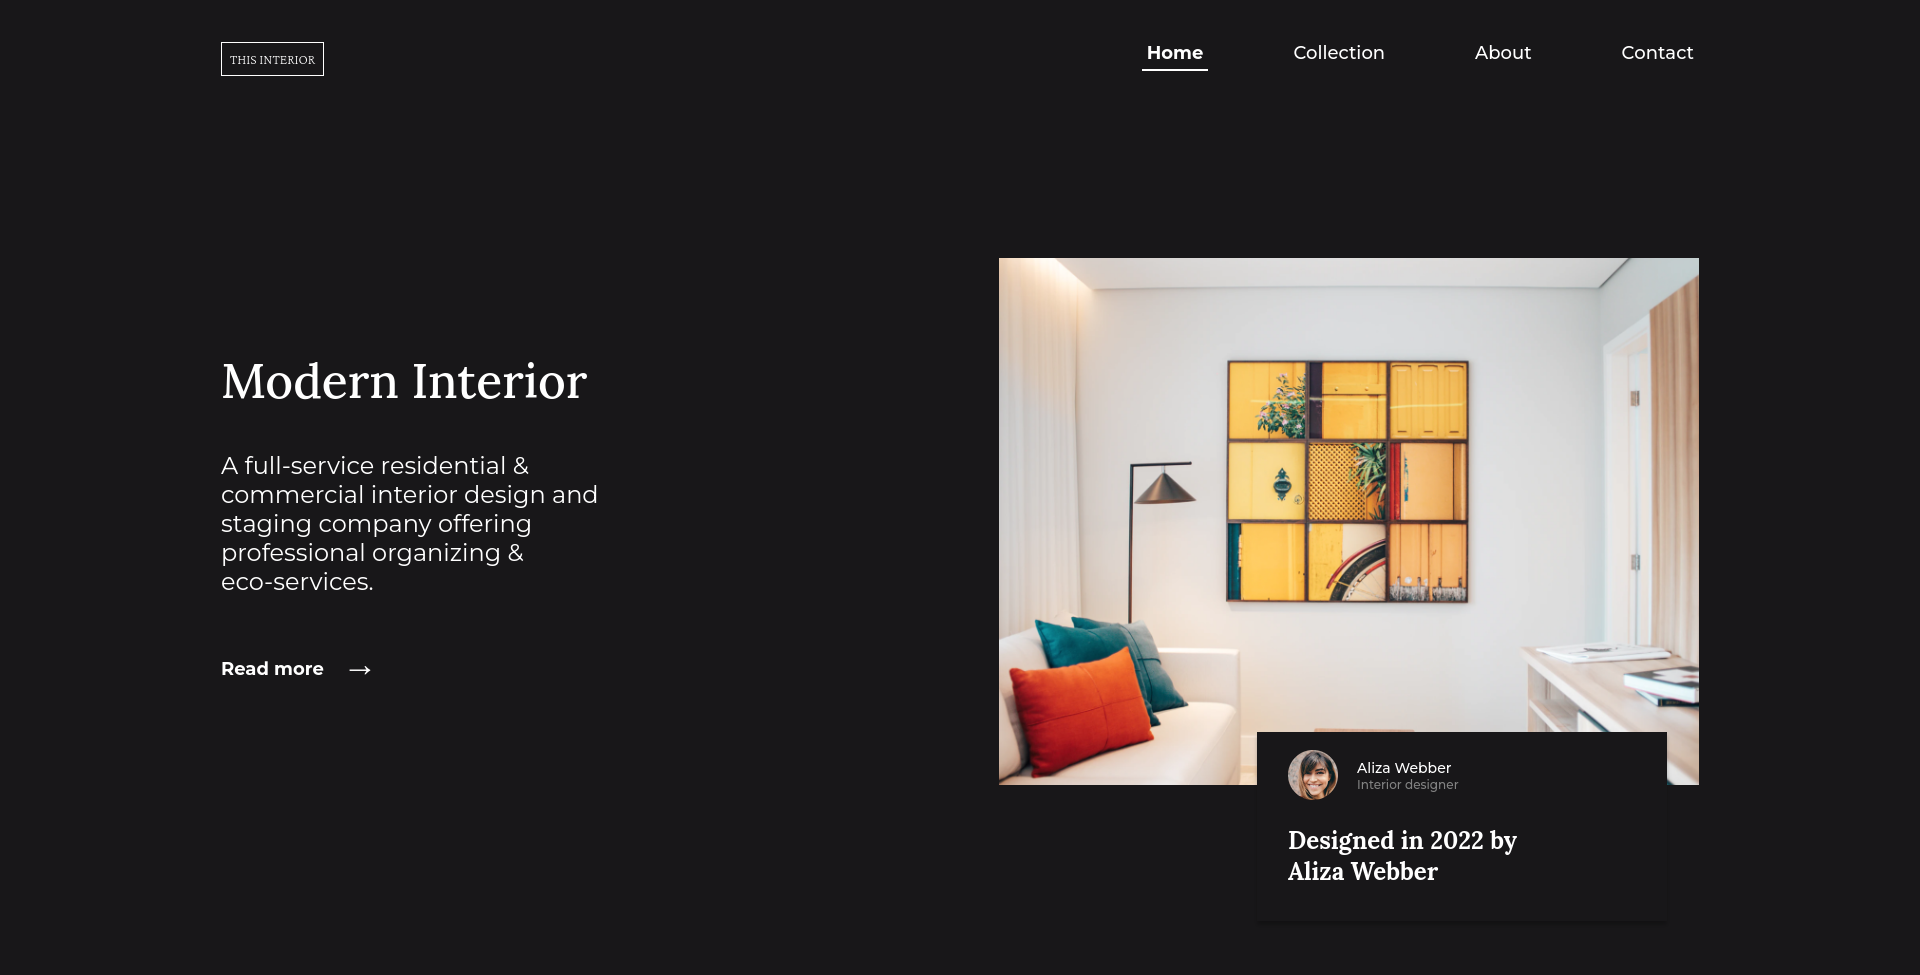 THIS INTERIOR
Home
Collection
About
Contact
Modern Interior
A full-service residential &
commercial interior design and
staging company offering
professional organizing &
eco-services.
Read more →
Aliza Webber
Interior designer
Designed in 2022 by
Aliza Webber